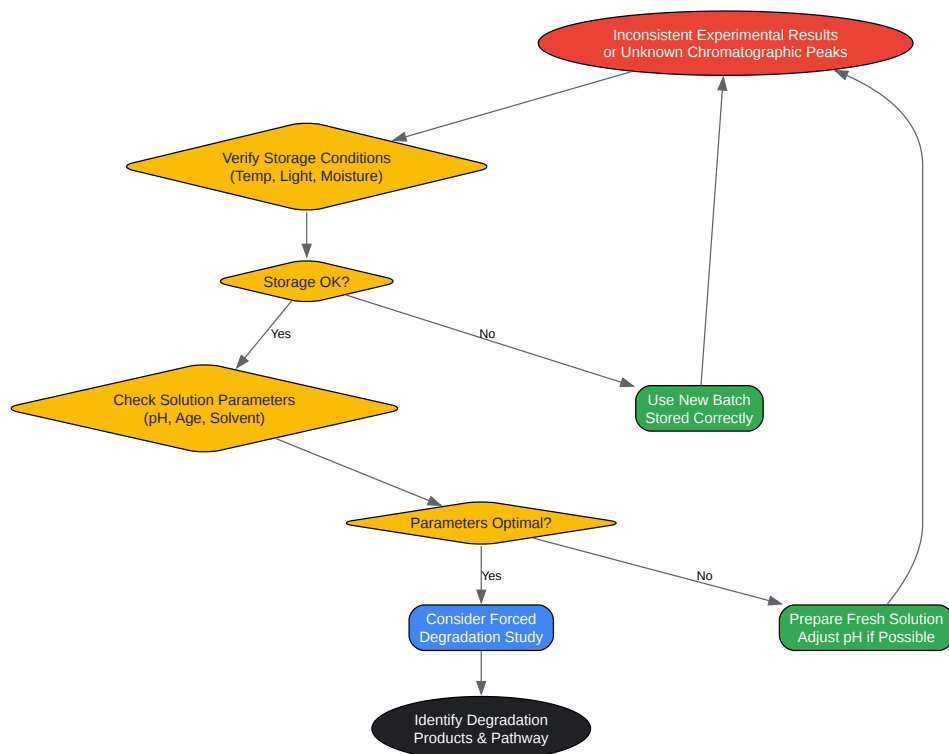 Inconsistent Experimental Results
or Unknown Chromatographic Peaks
Verify Storage Conditions
(Temp, Light, Moisture)
Storage OK?
Yes
No
Check Solution Parameters
(pH, Age, Solvent)
Use New Batch
Stored Correctly
Parameters Optimal?
Yes
No
Consider Forced
Degradation Study
Prepare Fresh Solution
Adjust pH if Possible
Identify Degradation
Products & Pathway